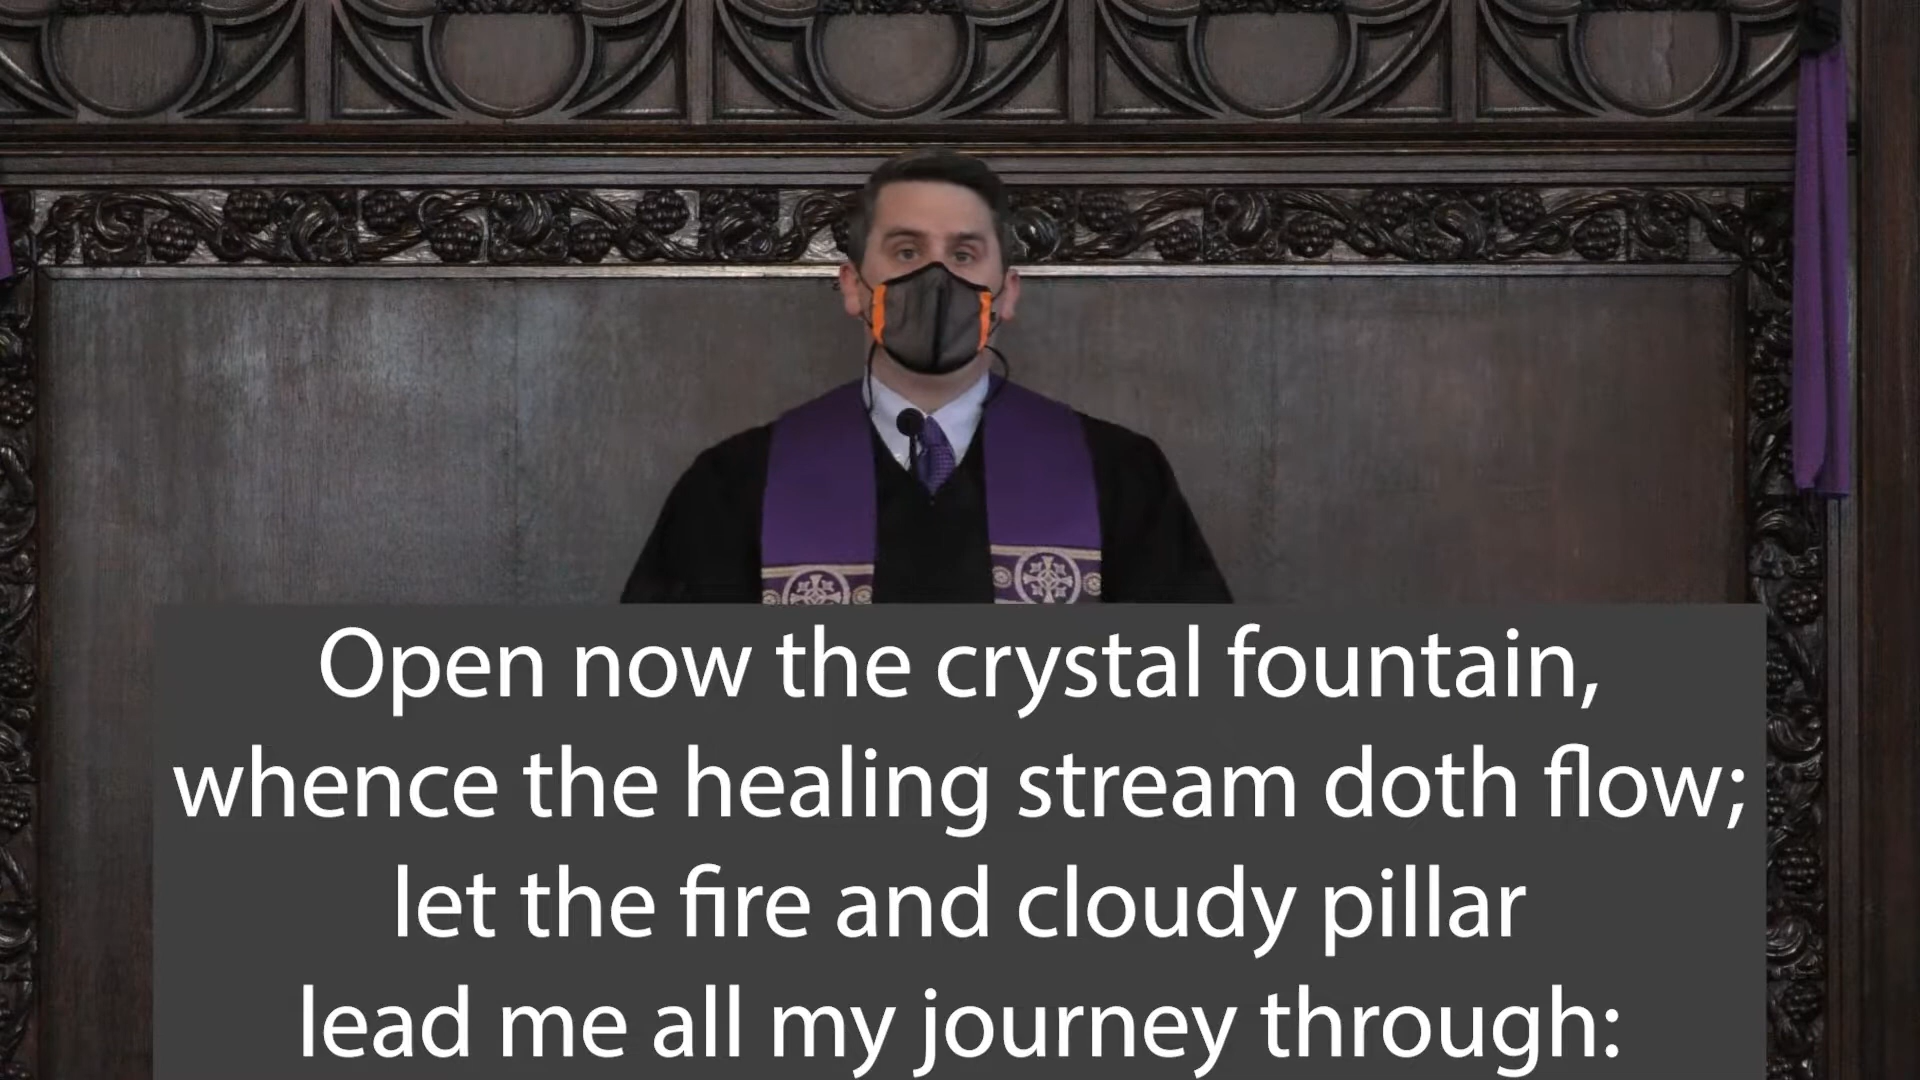 Open now the crystal fountain,
whence the healing stream doth flow;
let the fire and cloudy pillar
lead me all my journey through: